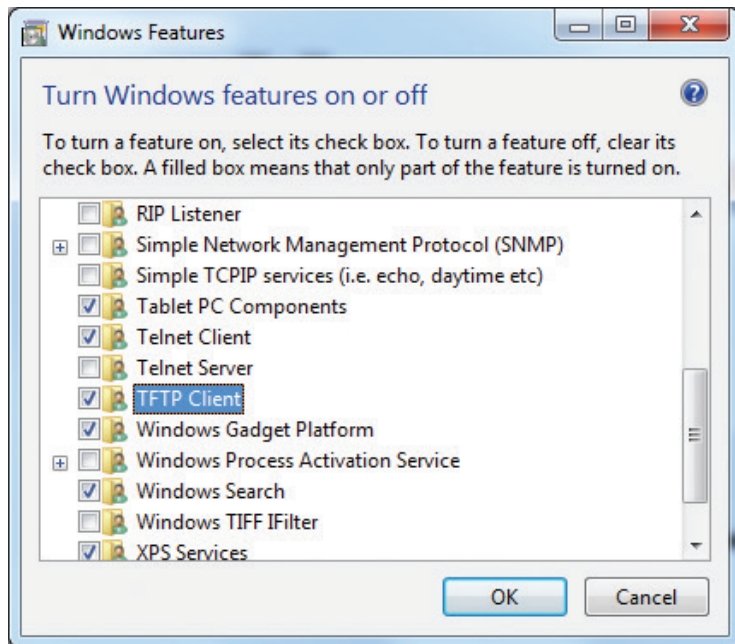 Windows Features
Turn Windows features on or off
To turn a feature on, select its check box. To turn a feature off, clear its
check box. A filled box means that only part of the feature is turned on.
RIP Listener
Simple Network Management Protocol (SNMP)
Simple TCPIP services (i.e. echo, daytime etc)
Tablet PC Components
Telnet Client
Telnet Server
TFTP Client
Windows Gadget Platform
Windows Process Activation Service
Windows Search
Windows TIFF IFilter
XPS Services
OK Cancel